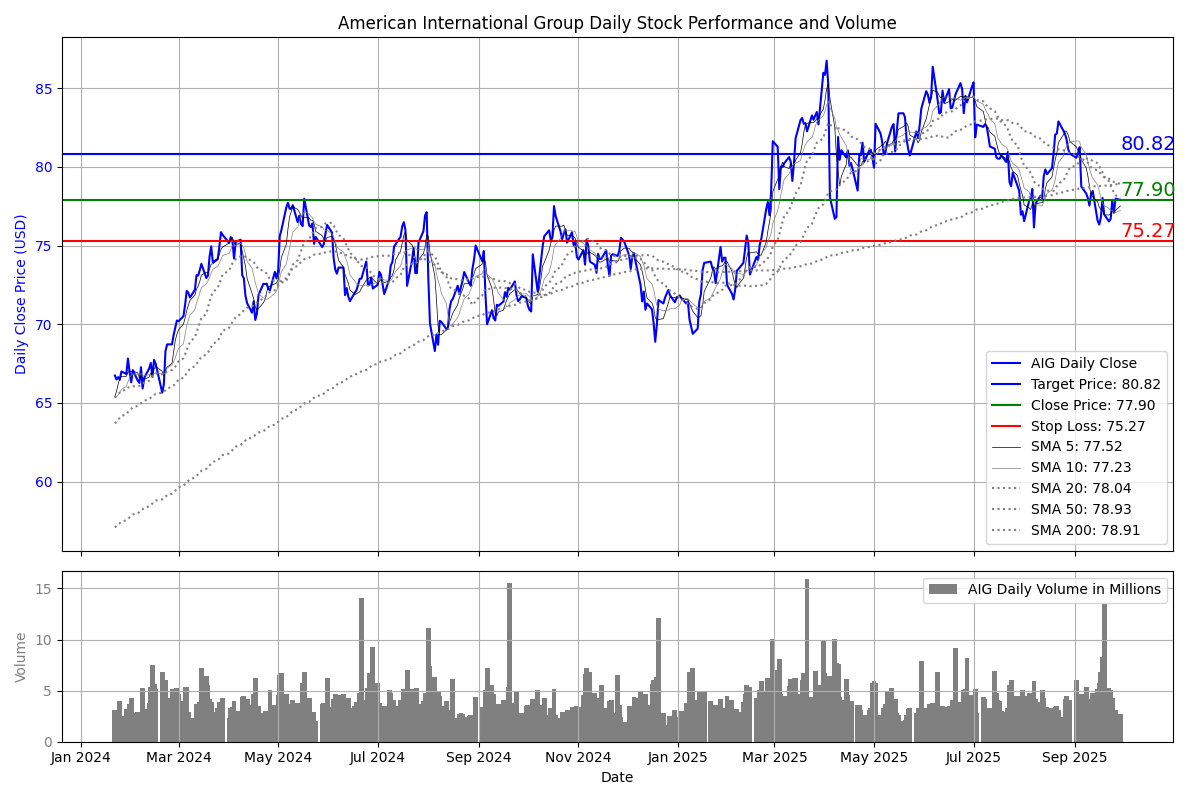 American International Group Daily Stock Performance and Volume
Daily Close Price (USD)
85
80
75
70
65
60
80.82
77.90
75.27
AIG Daily Close
Target Price: 80.82
Close Price: 77.90
Stop Loss: 75.27
SMA 5: 77.52
SMA 10: 77.23
SMA 20: 78.04
SMA 50: 78.93
SMA 200: 78.91
Volume
15
10
5
0
AIG Daily Volume in Millions
Jan 2024 Mar 2024 May 2024 Jul 2024 Sep 2024 Nov 2024 Jan 2025 Mar 2025 May 2025 Jul 2025 Sep 2025
Date